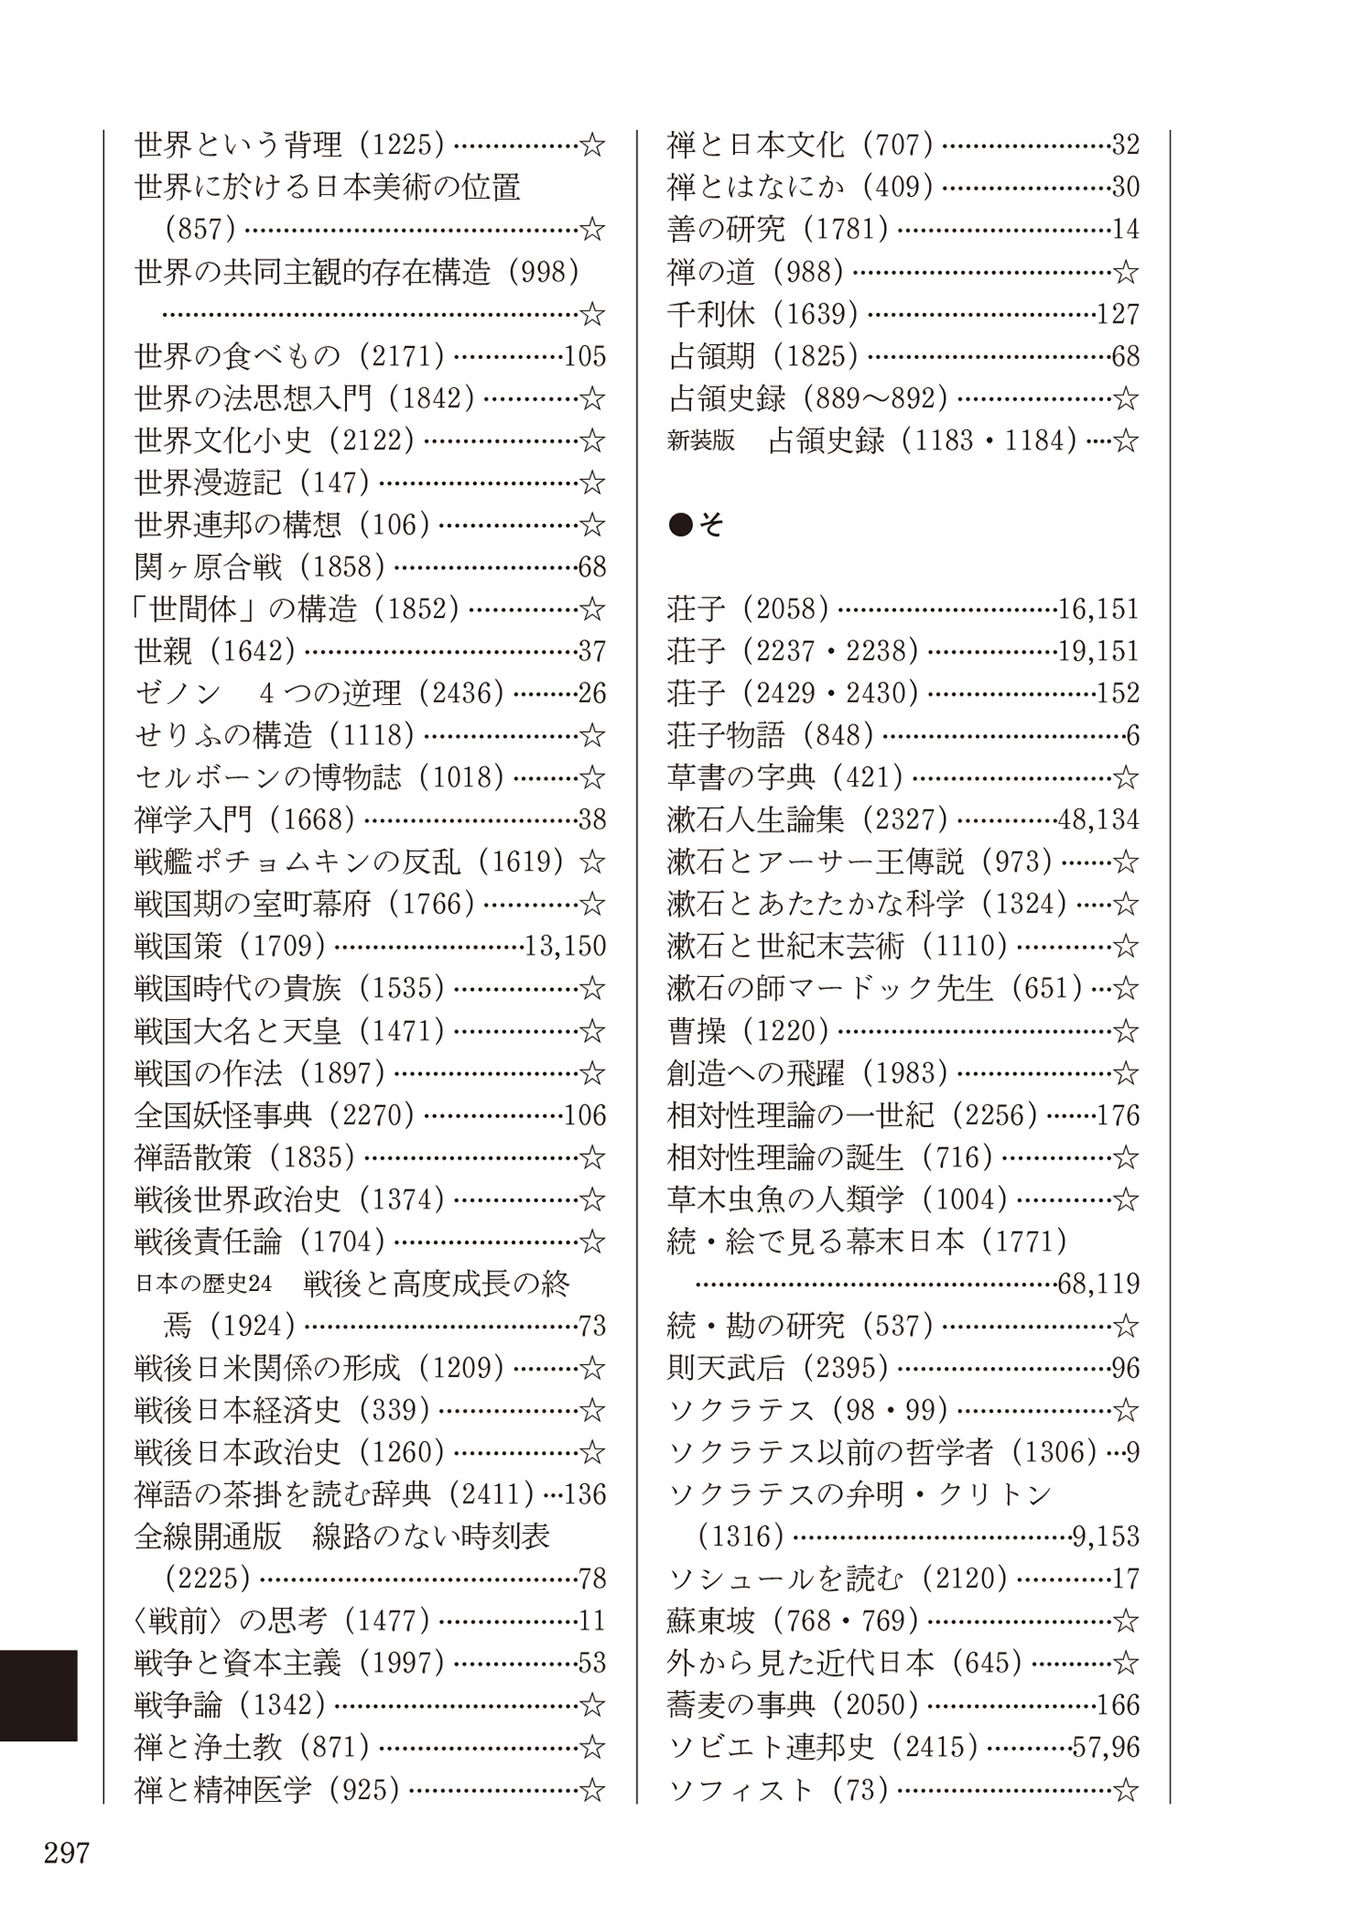 世界という背理（1225）………………☆
世界に於ける日本美術の位置
（857）………………………………………☆
世界の共同主観的存在構造（998）
…………………………………………………☆
世界の食べもの（2171）……………105
世界の法思想入門（1842）…………☆
世界文化小史（2122）…………………☆
世界漫遊記（147）………………………☆
世界連邦の構想（106）………………☆
関ヶ原合戦（1858）……………………68
「世間体」の構造（1852）……………☆
世親（1642）………………………………37
ゼノン　4つの逆理（2436）………26
せりふの構造（1118）…………………☆
セルボーンの博物誌（1018）………☆
禅学入門（1668）………………………38
戦艦ポチョムキンの反乱（1619）☆
戦国期の室町幕府（1766）…………☆
戦国策（1709）……………………13,150
戦国時代の貴族（1535）………………☆
戦国大名と天皇（1471）………………☆
戦国の作法（1897）……………………☆
全国妖怪事典（2270）………………106
禅語散策（1835）………………………☆
戦後世界政治史（1374）………………☆
戦後責任論（1704）……………………☆
日本の歴史24　戦後と高度成長の終
焉（1924）………………………………73
戦後日米関係の形成（1209）………☆
戦後日本経済史（339）………………☆
戦後日本政治史（1260）………………☆
禅語の茶掛を読む辞典（2411）…136
全線開通版　線路のない時刻表
（2225）……………………………………78
〈戦前〉の思考（1477）………………11
戦争と資本主義（1997）………………53
戦争論（1342）……………………………☆
禅と浄土教（871）………………………☆
禅と精神医学（925）……………………☆
禅と日本文化（707）……………………32
禅とはなにか（409）……………………30
善の研究（1781）………………………14
禅の道（988）……………………………☆
千利休（1639）…………………………127
占領期（1825）……………………………68
占領史録（889〜892）…………………☆
新装版　占領史録（1183・1184）…☆
●そ
荘子（2058）………………………16,151
荘子（2237・2238）………………19,151
荘子（2429・2430）…………………152
荘子物語（848）…………………………6
草書の字典（421）………………………☆
漱石人生論集（2327）…………48,134
漱石とアーサー王傳説（973）……☆
漱石とあたたかな科学（1324）……☆
漱石と世紀末芸術（1110）…………☆
漱石の師マードック先生（651）…☆
曹操（1220）………………………………☆
創造への飛躍（1983）…………………☆
相対性理論の一世紀（2256）……176
相対性理論の誕生（716）……………☆
草木虫魚の人類学（1004）…………☆
続・絵で見る幕末日本（1771）
…………………………………………68,119
続・勘の研究（537）……………………☆
則天武后（2395）………………………96
ソクラテス（98・99）…………………☆
ソクラテス以前の哲学者（1306）…9
ソクラテスの弁明・クリトン
（1316）………………………………9,153
ソシュールを読む（2120）…………17
蘇東坡（768・769）……………………☆
外から見た近代日本（645）…………☆
蕎麦の事典（2050）…………………166
ソビエト連邦史（2415）…………57,96
ソフィスト（73）………………………☆
297